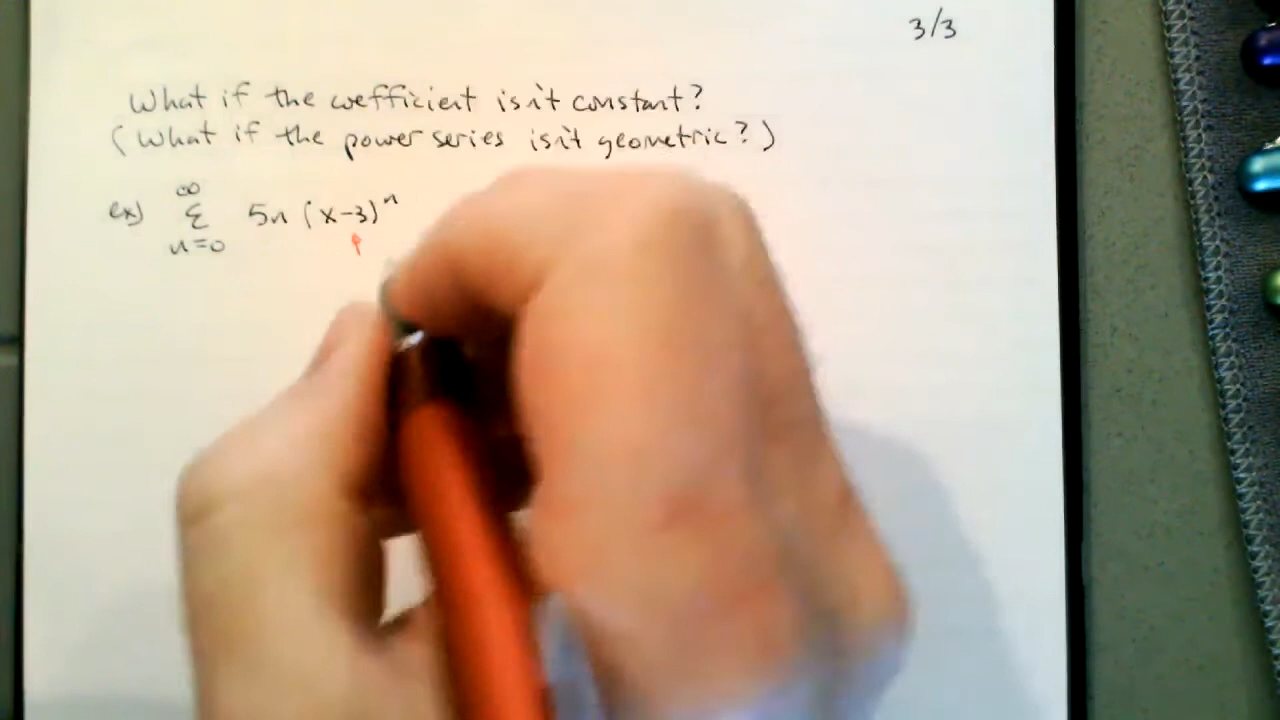 3/3
What if the coefficient isn't constant?
(What if the power series isn't geometric?)
ex) ∞ Σ n=0 5n (x-3)^n